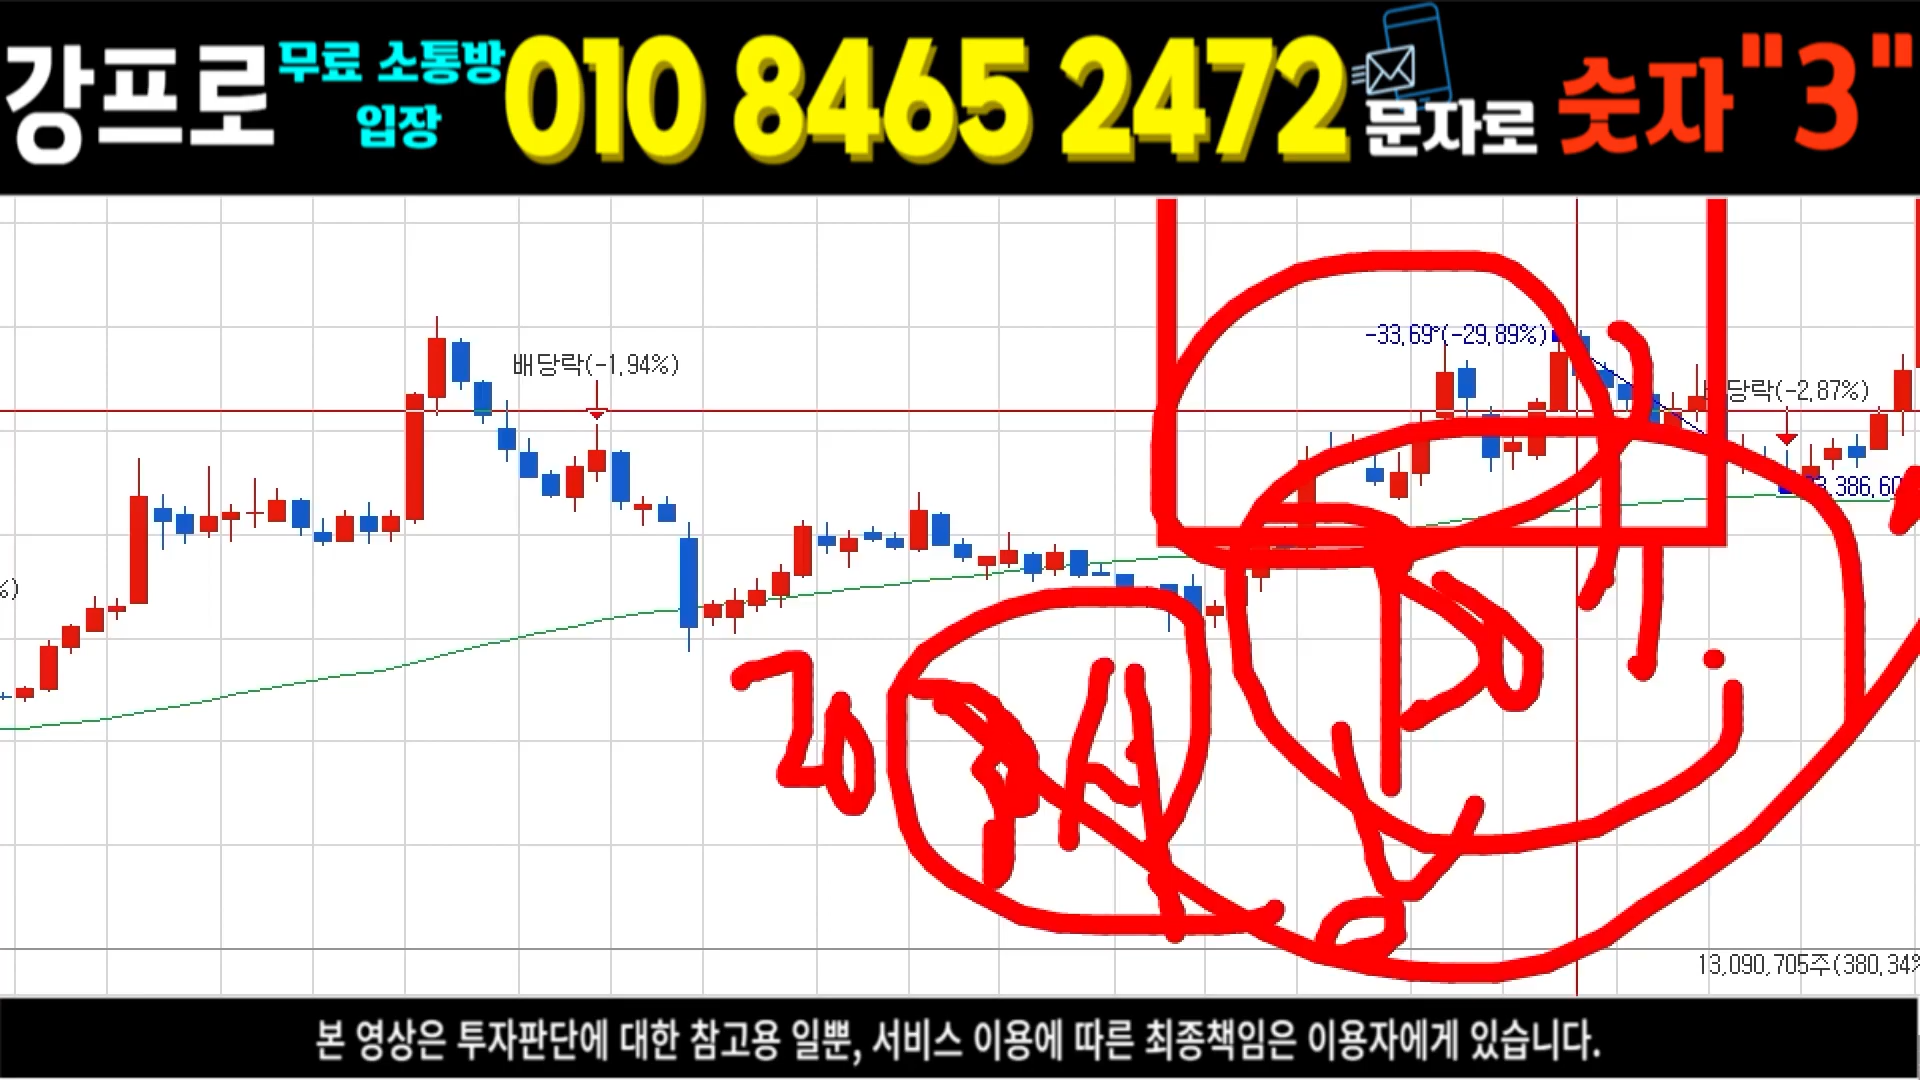 강프로 무료 소통방 입장 010 8465 2472 문자로 숫자"3"
-33,69°(-29,89%)
배당락(-1,94%)
당락(-2,87%)
386,60
%)
20
13,090,705주(380,34%
본 영상은 투자판단에 대한 참고용 일뿐, 서비스 이용에 따른 최종책임은 이용자에게 있습니다.